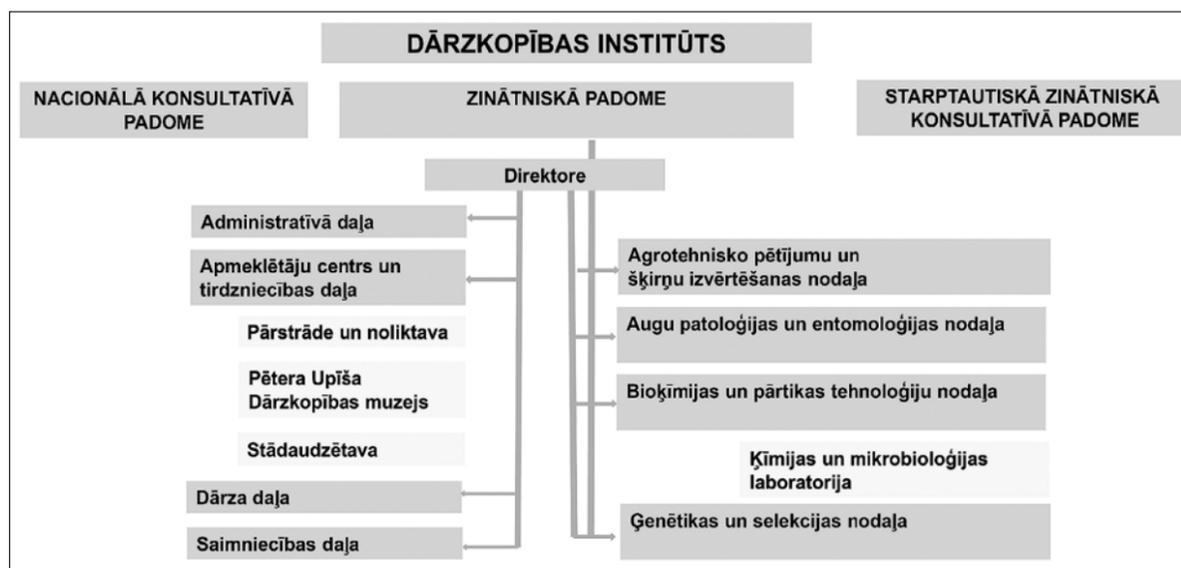 DĀRZKOPĪBAS INSTITŪTS
NACIONĀLĀ KONSULTATĪVĀ
PADOME
ZINĀTNISKĀ PADOME
STARPTAUTISKĀ ZINĀTNISKĀ
KONSULTATĪVĀ PADOME
Direktore
Administratīvā daļa
Apmeklētāju centrs un
tirdzniecības daļa
Pārstrāde un noliktava
Pētera Upīša
Dārzkopības muzejs
Stādaudzētava
Dārza daļa
Saimniecības daļa
Agrotehnisko pētījumu un
šķirņu izvērtēšanas nodaļa
Augu patoloģijas un entomoloģijas nodaļa
Bioķīmijas un pārtikas tehnoloģiju nodaļa
Ķīmijas un mikrobioloģijas
laboratorija
Ģenētikas un selekcijas nodaļa